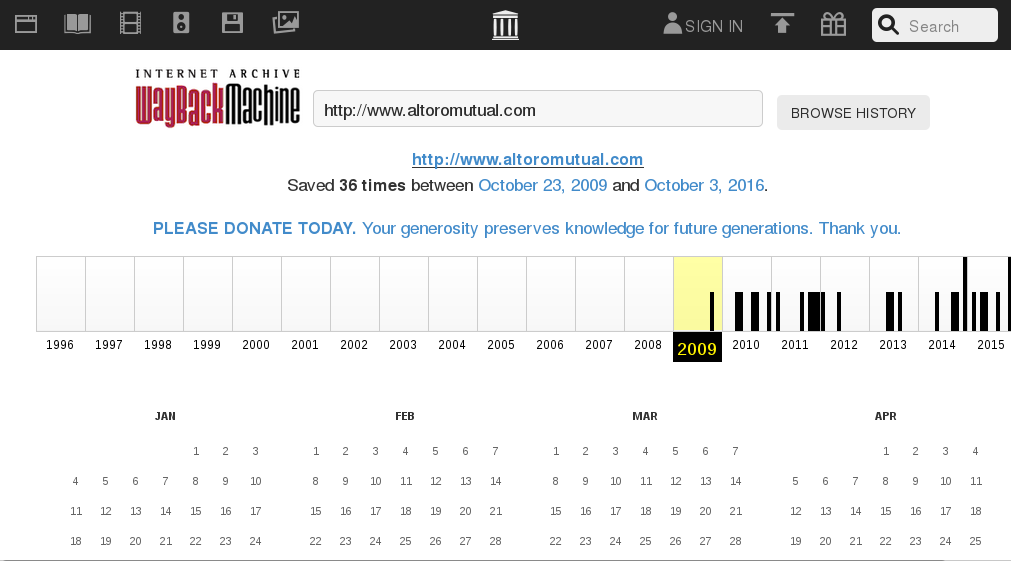 SIGN IN
Search
INTERNET ARCHIVE
WayBackMachine
http://www.altoromutual.com
BROWSE HISTORY
http://www.altoromutual.com
Saved 36 times between October 23, 2009 and October 3, 2016.
PLEASE DONATE TODAY. Your generosity preserves knowledge for future generations. Thank you.
1996 1997 1998 1999 2000 2001 2002 2003 2004 2005 2006 2007 2008 2009 2010 2011 2012 2013 2014 2015
JAN FEB MAR APR
1 2 3 1 2 3 4 5 6 7 1 2 3 4 5 6 7 1 2 3 4
4 5 6 7 8 9 10 8 9 10 11 12 13 14 8 9 10 11 12 13 14 5 6 7 8 9 10 11
11 12 13 14 15 16 17 15 16 17 18 19 20 21 15 16 17 18 19 20 21 12 13 14 15 16 17 18
18 19 20 21 22 23 24 22 23 24 25 26 27 28 22 23 24 25 26 27 28 19 20 21 22 23 24 25